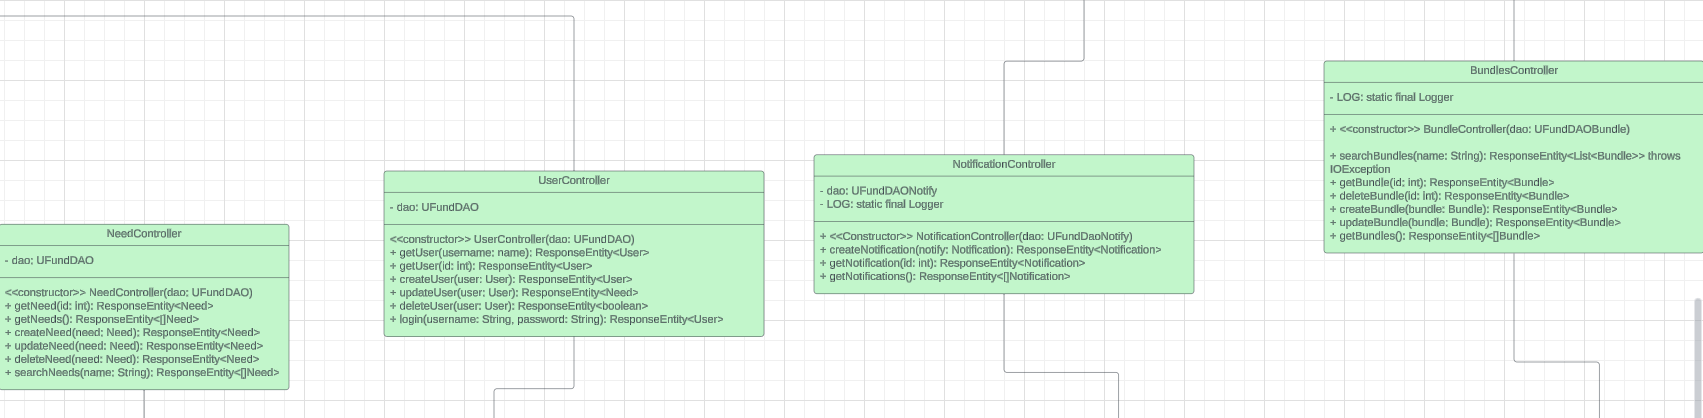 NeedController
- dao; UFundDAO
<<constructor>> NeedController(dao; UFundDAO)
+ getNeed(id: int): ResponseEntity<Need>
+ getNeeds(): ResponseEntity<[]Need>
+ createNeed(need: Need): ResponseEntity<Need>
+ updateNeed(need: Need): ResponseEntity<Need>
+ deleteNeed(need: Need): ResponseEntity<Need>
+ searchNeeds(name; String); ResponseEntity<[]Need>
UserController
- dao: UFundDAO
<<constructor>> UserController(dao: UFundDAO)
+ getUser(username: name): ResponseEntity<User>
+ getUser(id: int): ResponseEntity<User>
+ createUser(user: User): ResponseEntity<User>
+ updateUser(user: User): ResponseEntity<Need>
+ deleteUser(user: User): ResponseEntity<boolean>
+ login(username: String, password: String): ResponseEntity<User>
NotificationController
- dao: UFundDAONotify
- LOG: static final Logger
+ <<Constructor>> NotificationController(dao: UFundDaoNotify)
+ createNotification(notify: Notification): ResponseEntity<Notification>
+ getNotification(id: int): ResponseEntity<Notification>
+ getNotifications(): ResponseEntity<[]Notification>
BundlesController
- LOG: static final Logger
+ <<constructor>> BundleController(dao: UFundDAOBundle)
+ searchBundles(name: String): ResponseEntity<List<Bundle>> throws
IOException
+ getBundle(id; int): ResponseEntity<Bundle>
+ deleteBundle(id: int): ResponseEntity<Bundle>
+ createBundle(bundle: Bundle): ResponseEntity<Bundle>
+ updateBundle(bundle; Bundle): ResponseEntity<Bundle>
+ getBundles(): ResponseEntity<[]Bundle>